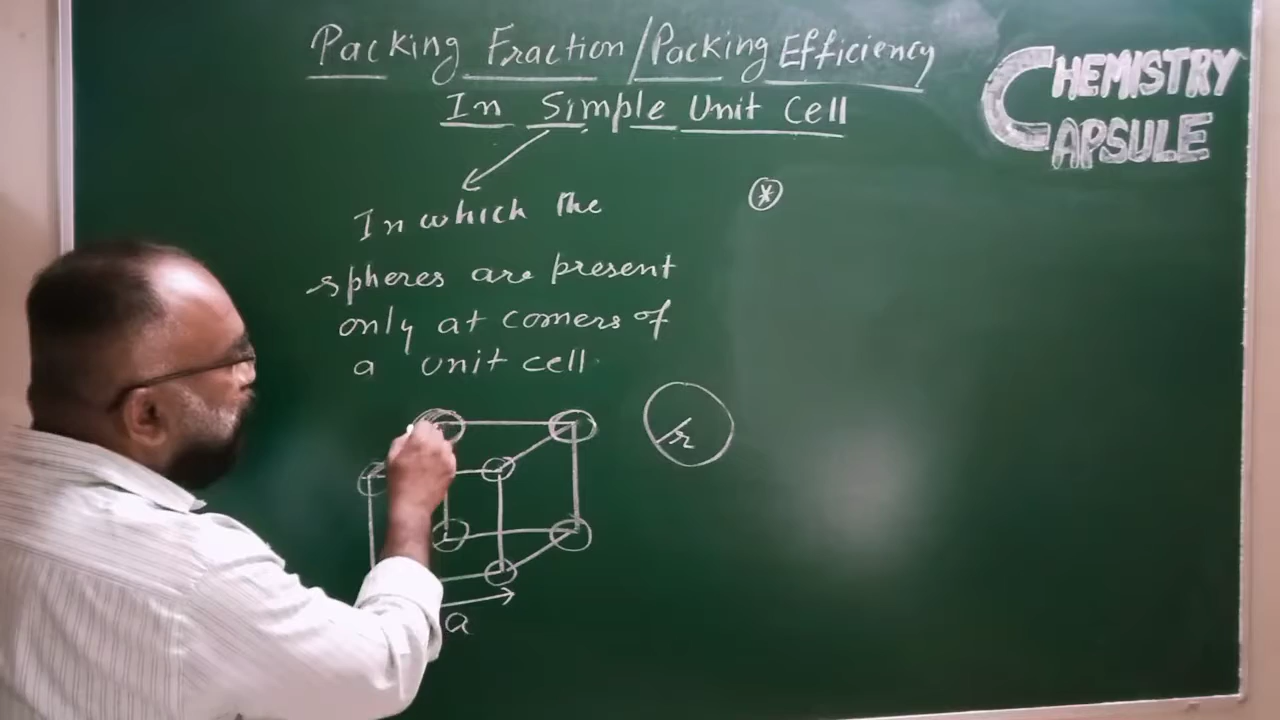 Packing Fraction/Packing Efficiency
In Simple Unit Cell
CHEMISTRY
CAPSULE
In which the
spheres are present
only at corners of
a unit cell.
r
a